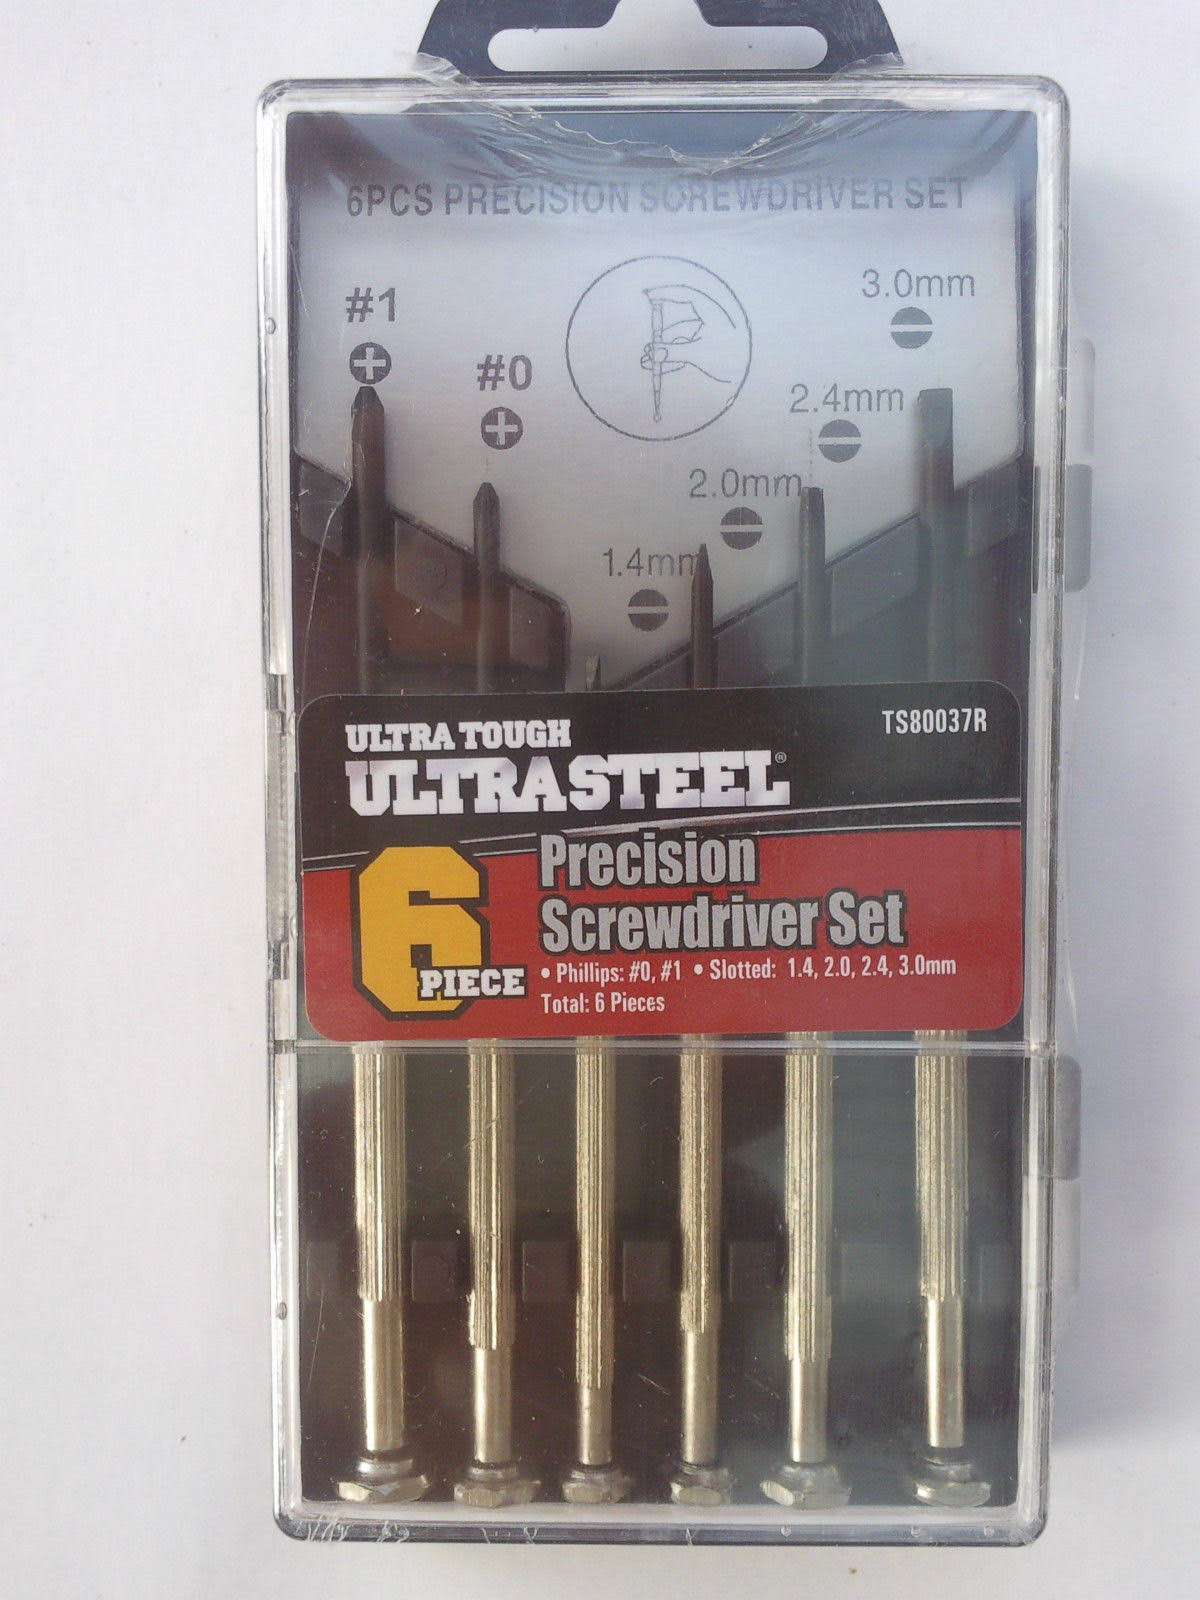 6PCS PRECISION SCREWDRIVER SET
#1
#0
3.0mm
2.4mm
2.0mm
1.4mm
ULTRA TOUGH
ULTRASTEEL®
TS80037R
6 PIECE
Precision
Screwdriver Set
• Phillips: #0, #1 • Slotted: 1.4, 2.0, 2.4, 3.0mm
Total: 6 Pieces